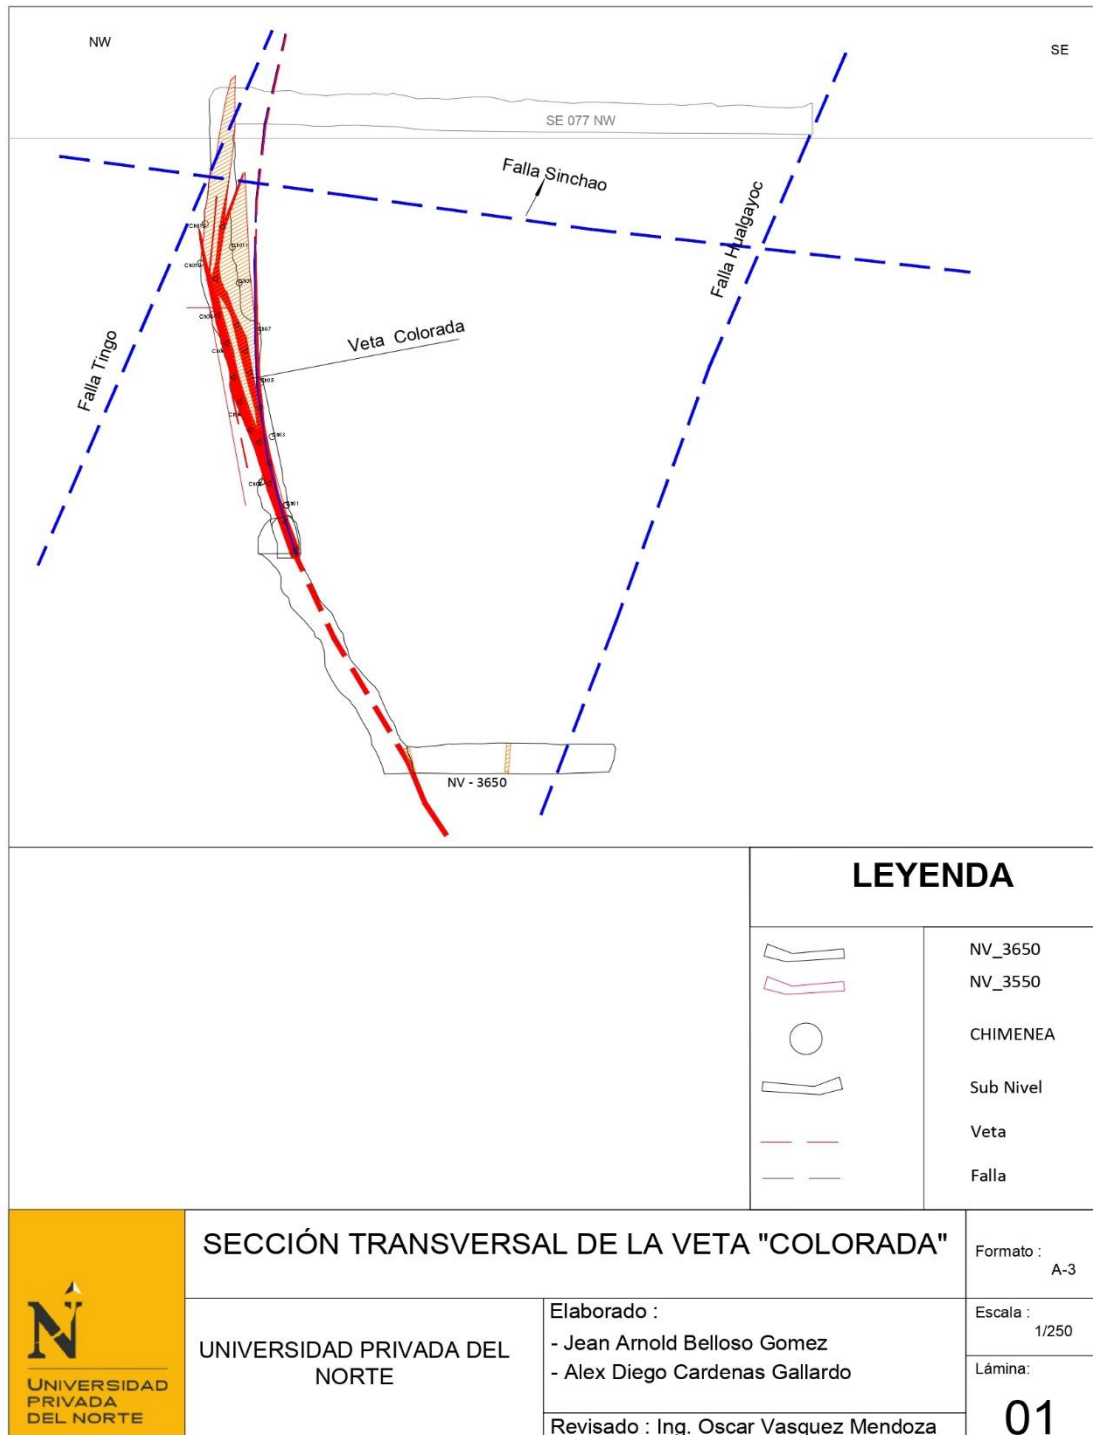 NW
SE
SE 077 NW
Falla Sinchao
Falla Hualgayoc
Veta Colorada
Falla Tingo
NV - 3650
LEYENDA
NV_3650
NV_3550
CHIMENEA
Sub Nivel
Veta
Falla
SECCIÓN TRANSVERSAL DE LA VETA "COLORADA"
Formato :
A-3
UNIVERSIDAD PRIVADA DEL
NORTE
Elaborado :
- Jean Arnold Belloso Gomez
- Alex Diego Cardenas Gallardo
Revisado : Ing. Oscar Vasquez Mendoza
Escala :
1/250
Lámina:
01
N
UNIVERSIDAD
PRIVADA
DEL NORTE